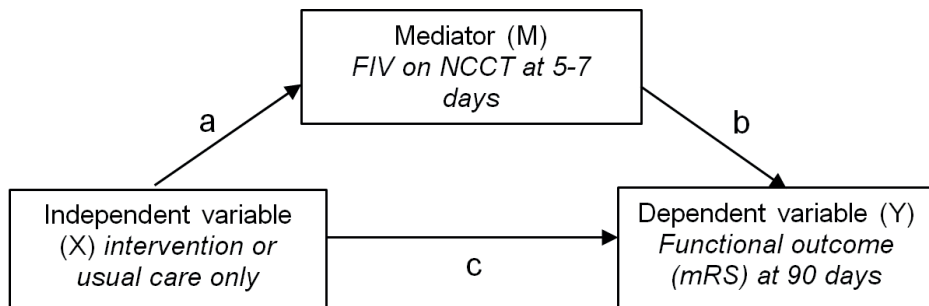 Mediator (M)
FIV on NCCT at 5-7
days
a
b
Independent variable
(X) intervention or
usual care only
c
Dependent variable (Y)
Functional outcome
(mRS) at 90 days